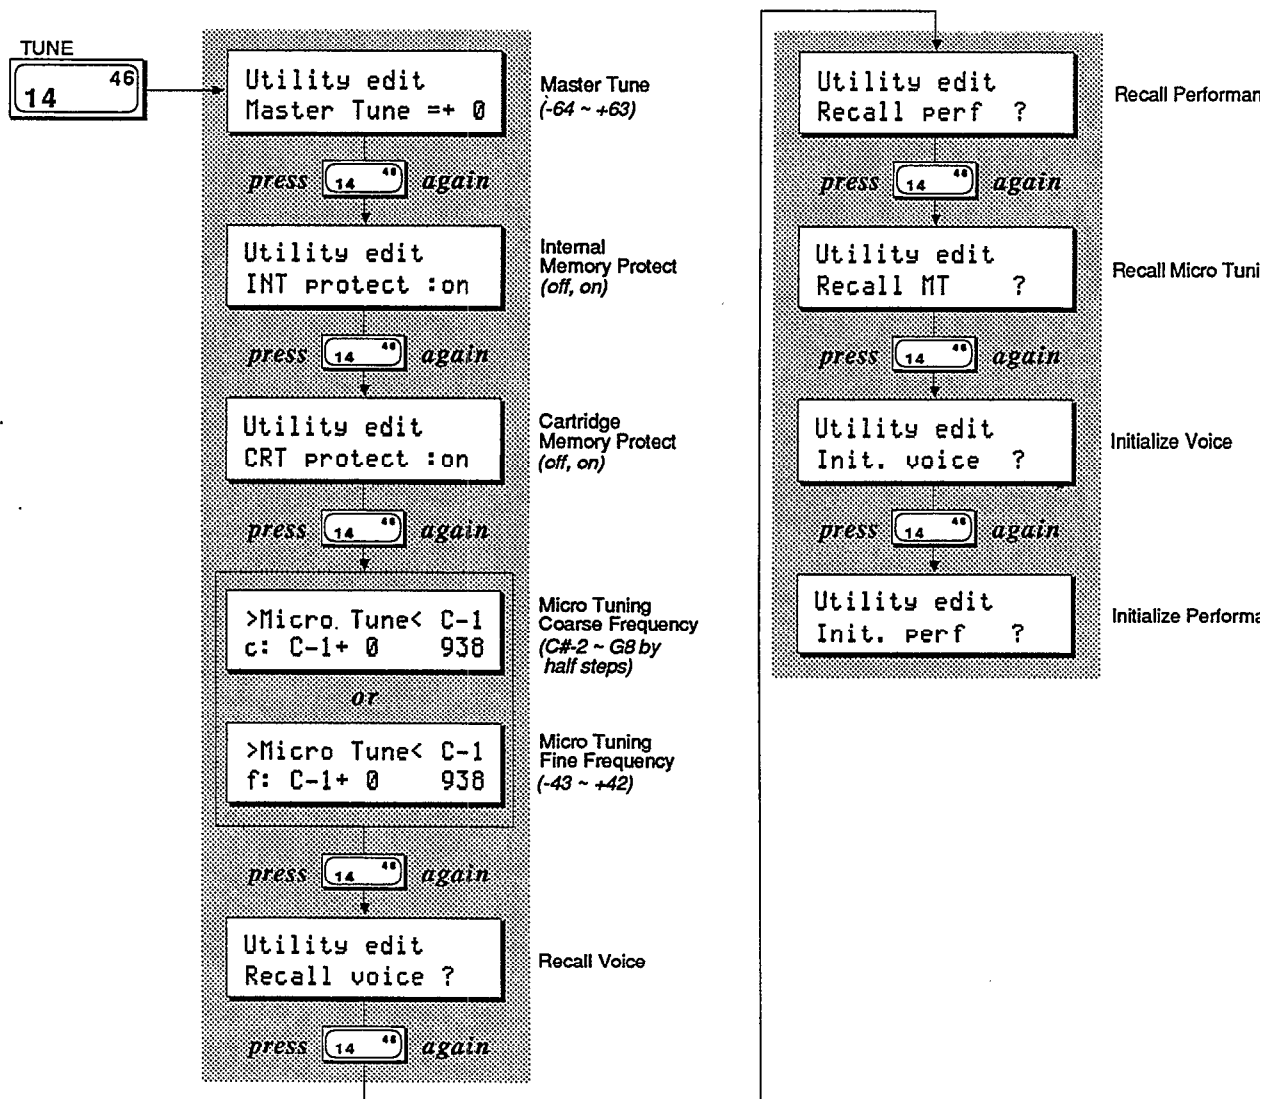 TUNE
14 46
Utility edit
Master Tune =+ 0
Master Tune
(-64 ~ +63)
press 14 46 again
Utility edit
INT protect :on
Internal
Memory Protect
(off, on)
press 14 46 again
Utility edit
CRT protect :on
Cartridge
Memory Protect
(off, on)
press 14 46 again
>Micro Tune< C-1
c: C-1+ 0 938
Micro Tuning
Coarse Frequency
(C#-2 ~ G8 by
half steps)
or
>Micro Tune< C-1
f: C-1+ 0 938
Micro Tuning
Fine Frequency
(-43 ~ +42)
press 14 46 again
Utility edit
Recall voice ?
Recall Voice
press 14 46 again
Utility edit
Recall perf ?
Recall Performan
press 14 46 again
Utility edit
Recall MT ?
Recall Micro Tuni
press 14 46 again
Utility edit
Init. voice ?
Initialize Voice
press 14 46 again
Utility edit
Init. perf ?
Initialize Performa